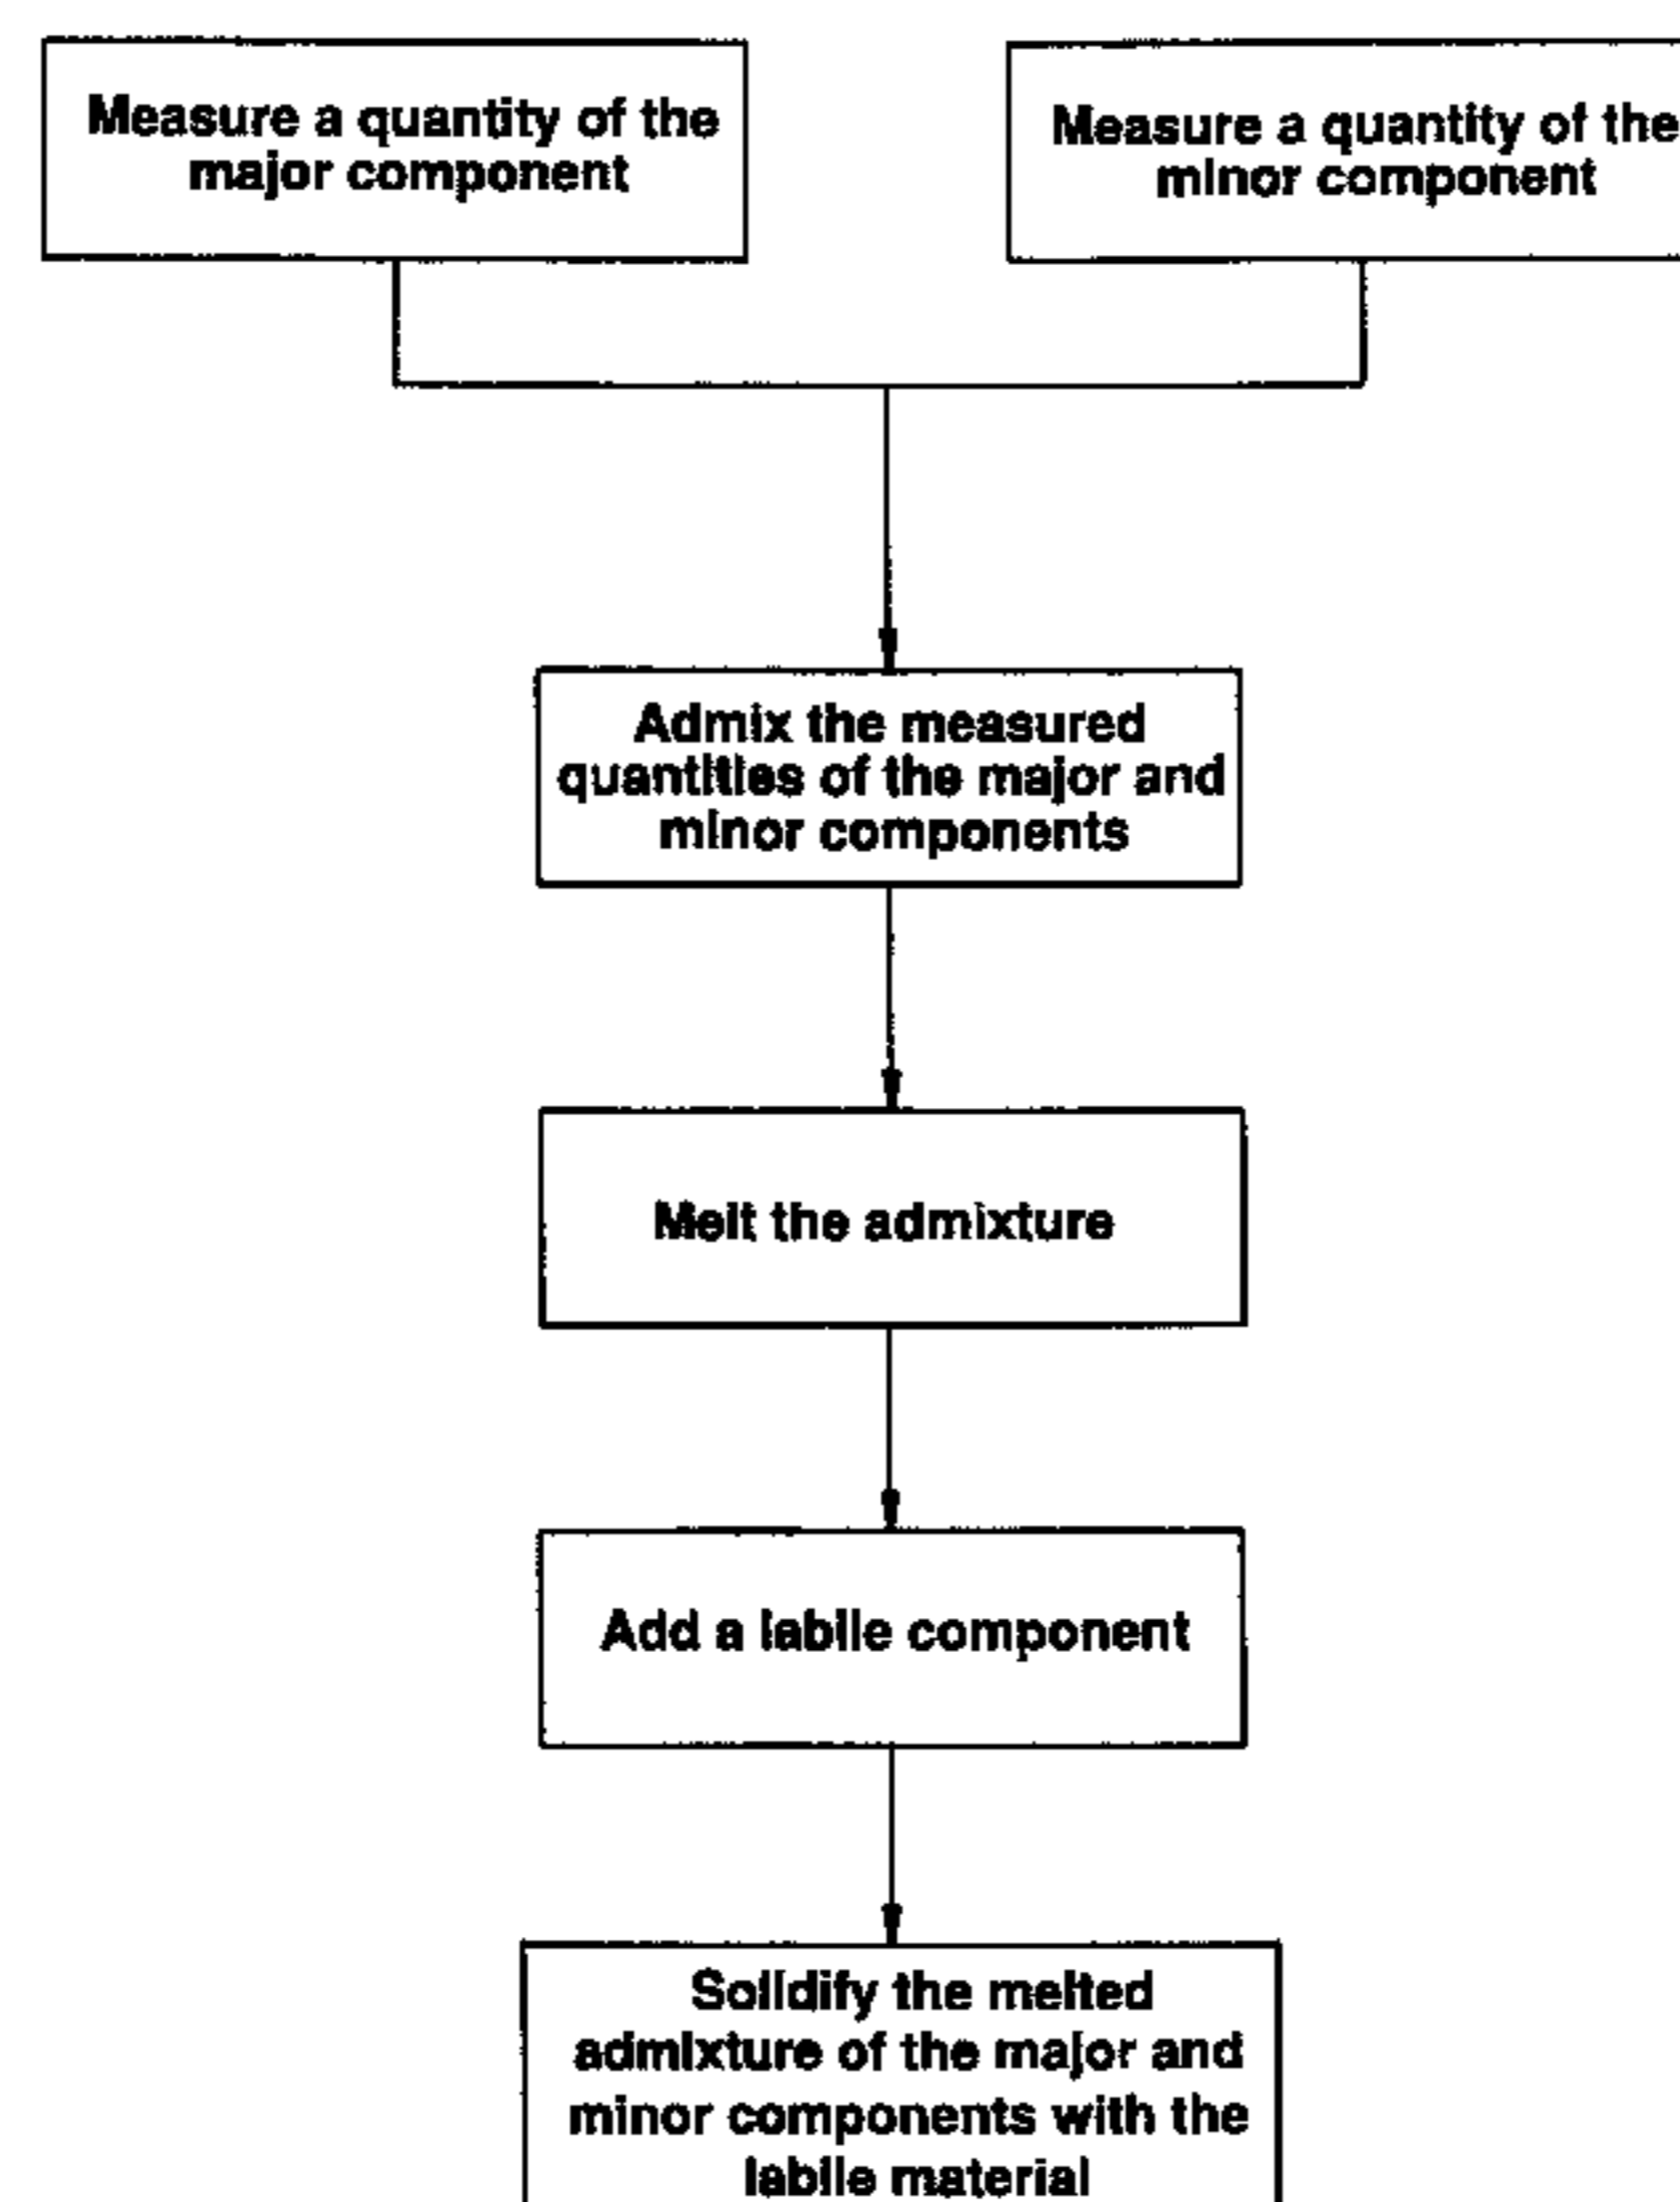 Measure a quantity of the
major component
Measure a quantity of the
minor component
Admix the measured
quantities of the major and
minor components
Melt the admixture
Add a labile component
Solidify the melted
admixture of the major and
minor components with the
labile material